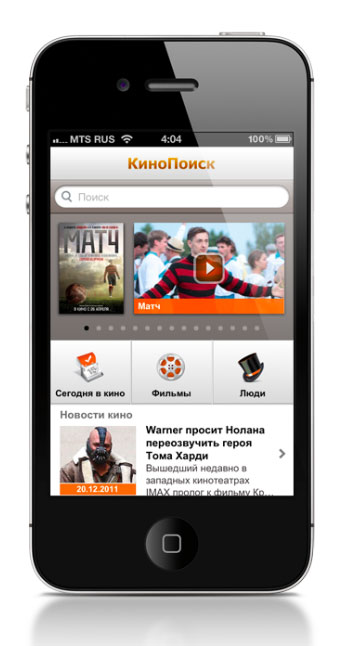 MTS RUS 4:04 100%
КиноПоиск
Поиск
МАТЧ
Матч
Сегодня в кино Фильмы Люди
Новости кино
Warner просит Нолана
переозвучить героя
Тома Харди
Вышедший недавно в
западных кинотеатрах
IMAX пролог к фильму Кр...
20.12.2011